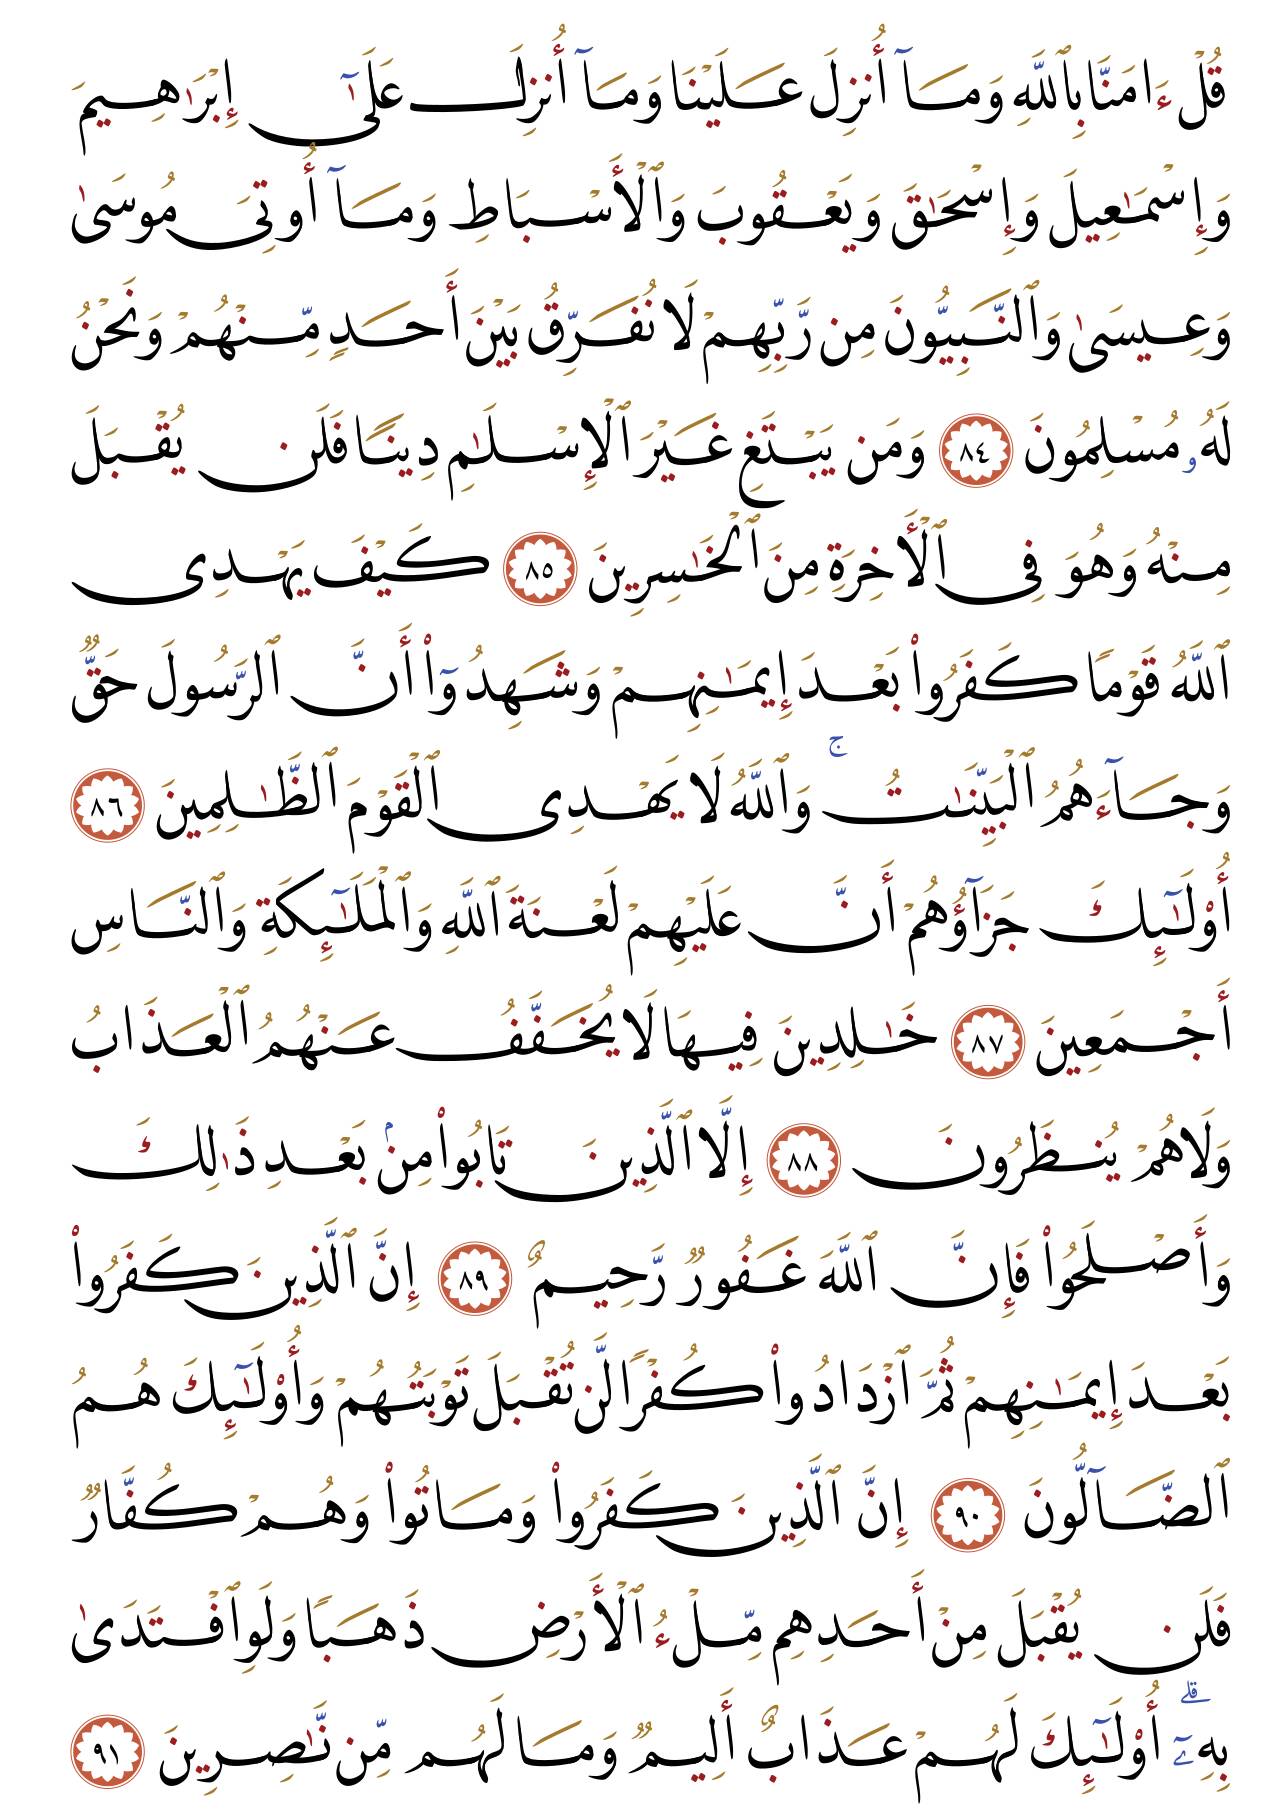 قُلْ ءَامَنَّا بِٱللَّهِ وَمَآ أُنزِلَ عَلَيْنَا وَمَآ أُنزِلَ عَلَىٰٓ إِبْرَٰهِيمَ
وَإِسْمَٰعِيلَ وَإِسْحَٰقَ وَيَعْقُوبَ وَٱلْأَسْبَاطِ وَمَآ أُوتِىَ مُوسَىٰ
وَعِيسَىٰ وَٱلنَّبِيُّونَ مِن رَّبِّهِمْ لَا نُفَرِّقُ بَيْنَ أَحَدٍ مِّنْهُمْ وَنَحْنُ
لَهُۥ مُسْلِمُونَ ٨٤ وَمَن يَبْتَغِ غَيْرَ ٱلْإِسْلَٰمِ دِينًا فَلَن يُقْبَلَ
مِنْهُ وَهُوَ فِى ٱلْأَخِرَةِ مِنَ ٱلْخَٰسِرِينَ ٨٥ كَيْفَ يَهْدِى
ٱللَّهُ قَوْمًا كَفَرُوا۟ بَعْدَ إِيمَٰنِهِمْ وَشَهِدُوٓا۟ أَنَّ ٱلرَّسُولَ حَقٌّ
وَجَآءَهُمُ ٱلْبَيِّنَٰتُ ۚ وَٱللَّهُ لَا يَهْدِى ٱلْقَوْمَ ٱلظَّٰلِمِينَ ٨٦
أُو۟لَٰٓئِكَ جَزَآؤُهُمْ أَنَّ عَلَيْهِمْ لَعْنَةَ ٱللَّهِ وَٱلْمَلَٰٓئِكَةِ وَٱلنَّاسِ
أَجْمَعِينَ ٨٧ خَٰلِدِينَ فِيهَا لَا يُخَفَّفُ عَنْهُمُ ٱلْعَذَابُ
وَلَا هُمْ يُنظَرُونَ ٨٨ إِلَّا ٱلَّذِينَ تَابُوا۟ مِنۢ بَعْدِ ذَٰلِكَ
وَأَصْلَحُوا۟ فَإِنَّ ٱللَّهَ غَفُورٌ رَّحِيمٌ ٨٩ إِنَّ ٱلَّذِينَ كَفَرُوا۟
بَعْدَ إِيمَٰنِهِمْ ثُمَّ ٱزْدَادُوا۟ كُفْرًا لَّن تُقْبَلَ تَوْبَتُهُمْ وَأُو۟لَٰٓئِكَ هُمُ
ٱلضَّآلُّونَ ٩٠ إِنَّ ٱلَّذِينَ كَفَرُوا۟ وَمَاتُوا۟ وَهُمْ كُفَّارٌ
فَلَن يُقْبَلَ مِنْ أَحَدِهِم مِّلْءُ ٱلْأَرْضِ ذَهَبًا وَلَوِ ٱفْتَدَىٰ
بِهِۦٓ ۗ أُو۟لَٰٓئِكَ لَهُمْ عَذَابٌ أَلِيمٌ وَمَا لَهُم مِّن نَّٰصِرِينَ ٩١